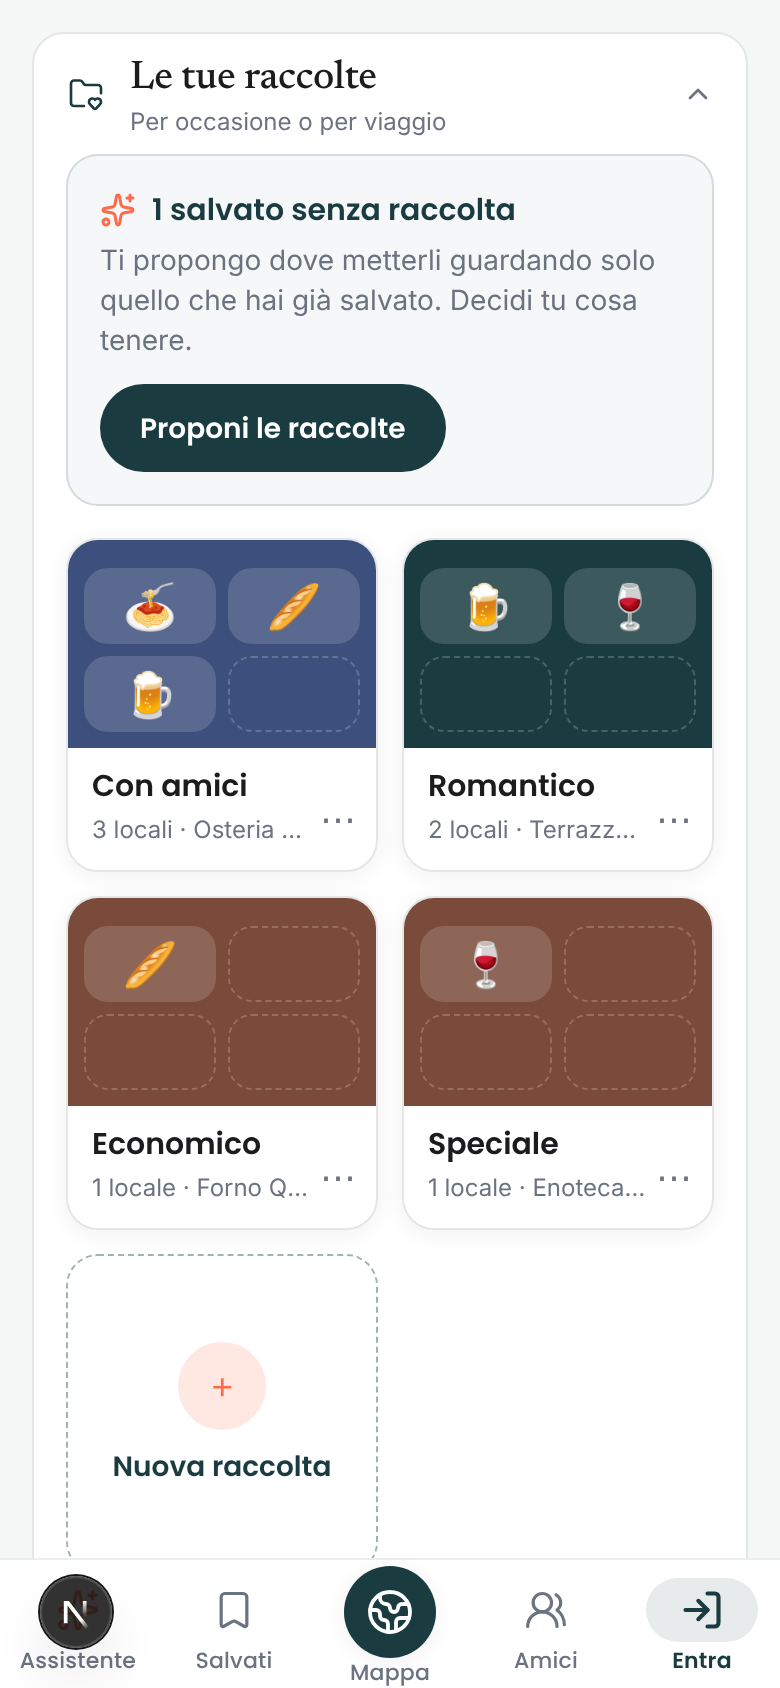 Le tue raccolte
Per occasione o per viaggio
1 salvato senza raccolta
Ti propongo dove metterli guardando solo
quello che hai già salvato. Decidi tu cosa
tenere.
Proponi le raccolte
Con amici
3 locali · Osteria ...
Romantico
2 locali · Terrazz...
Economico
1 locale · Forno Q...
Speciale
1 locale · Enoteca...
+
Nuova raccolta
N
Assistente
Salvati
Mappa
Amici
Entra